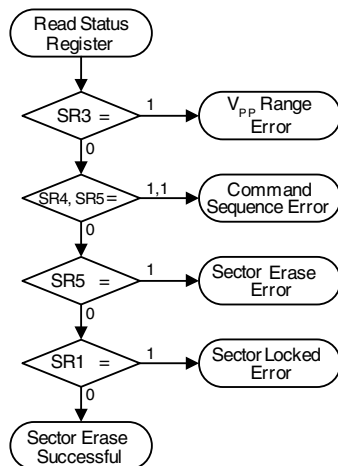 Read Status
Register
SR3 =
1
V_PP Range
Error
0
SR4, SR5=
1,1
Command
Sequence Error
0
SR5 =
1
Sector Erase
Error
0
SR1 =
1
Sector Locked
Error
0
Sector Erase
Successful